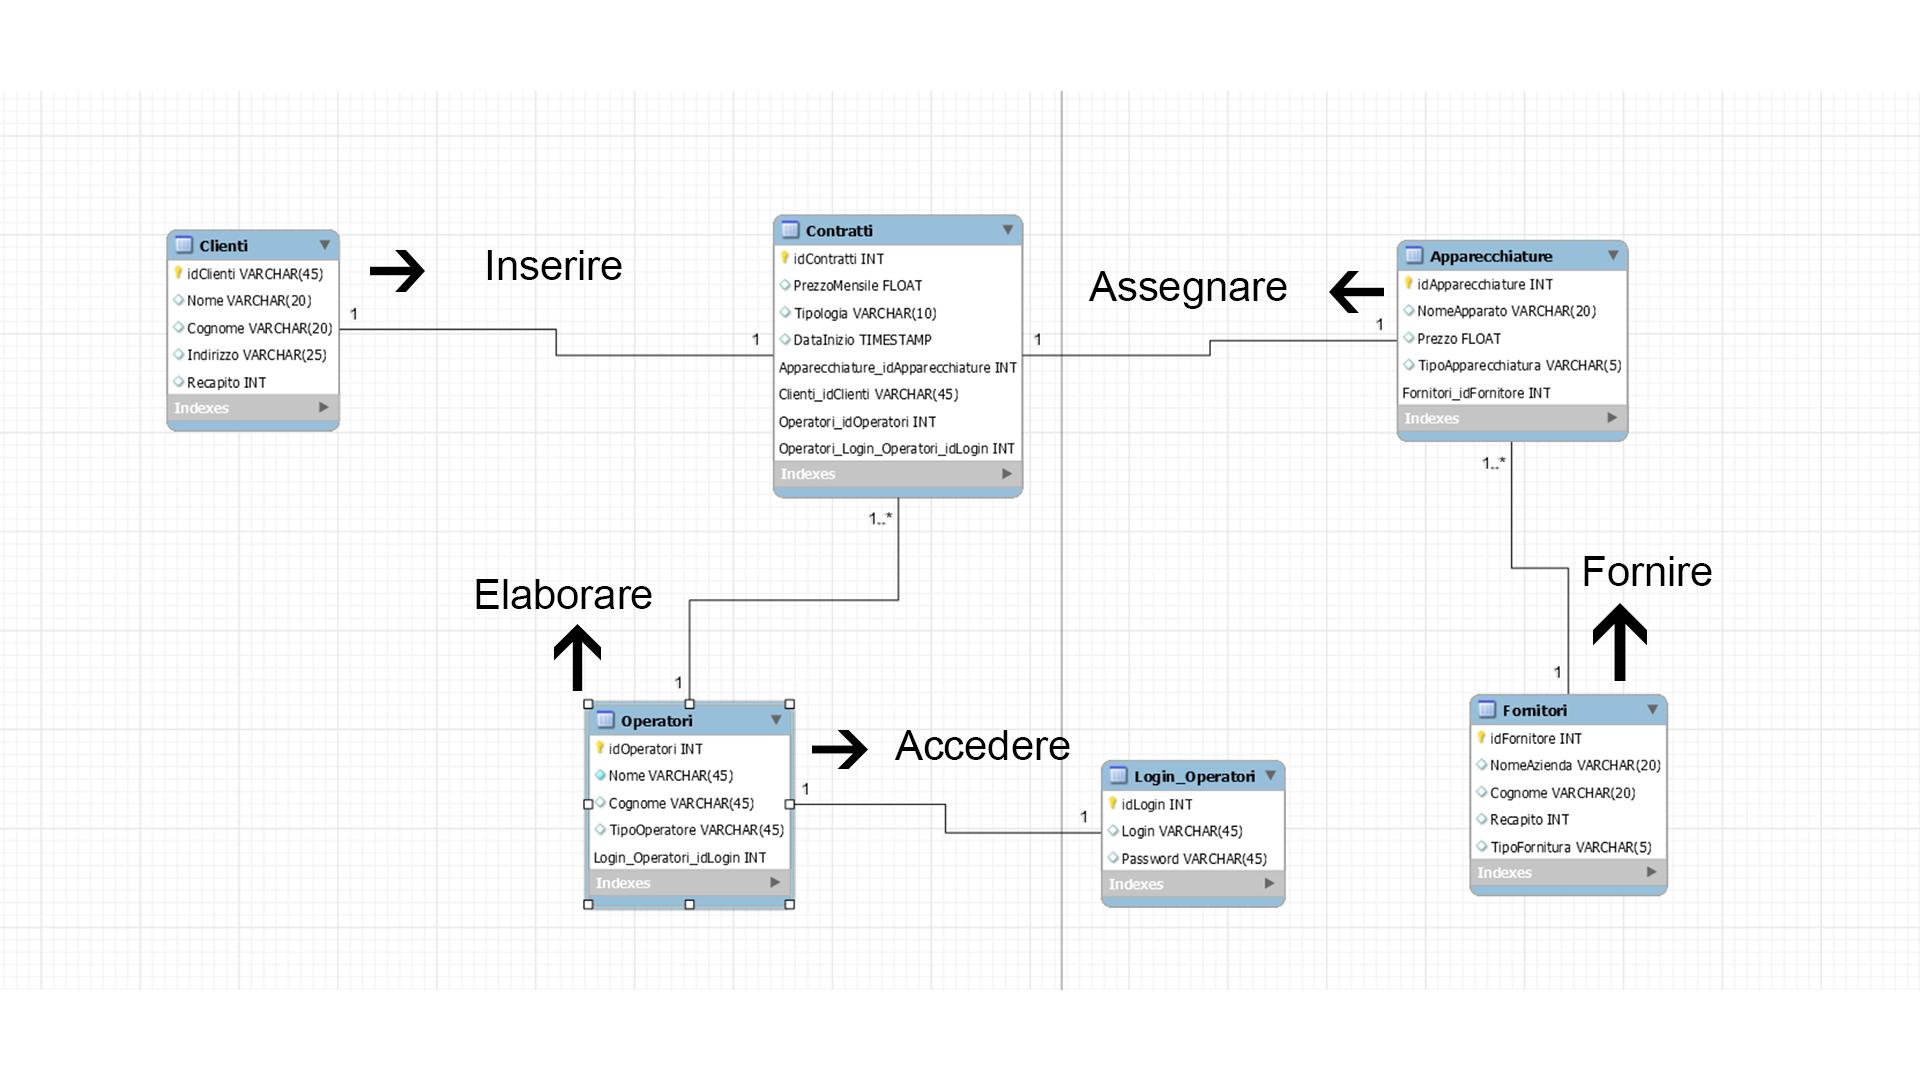 Clienti
idClienti VARCHAR(45)
Nome VARCHAR(20)
Cognome VARCHAR(20)
Indirizzo VARCHAR(25)
Recapito INT
Indexes
1
Inserire
1
Contratti
idContratti INT
PrezzoMensile FLOAT
Tipologia VARCHAR(10)
DataInizio TIMESTAMP
Apparecchiature_idApparecchiature INT
Clienti_idClienti VARCHAR(45)
Operatori_idOperatori INT
Operatori_Login_Operatori_idLogin INT
Indexes
1..*
1
Assegnare
1
Apparecchiature
idApparecchiature INT
NomeApparato VARCHAR(20)
Prezzo FLOAT
TipoApparecchiatura VARCHAR(5)
Fornitori_idFornitore INT
Indexes
1..*
Elaborare
1
Fornire
1
Operatori
idOperatori INT
Nome VARCHAR(45)
Cognome VARCHAR(45)
TipoOperatore VARCHAR(45)
Login_Operatori_idLogin INT
Indexes
1
Accedere
1
Login_Operatori
idLogin INT
Login VARCHAR(45)
Password VARCHAR(45)
Indexes
Fornitori
idFornitore INT
NomeAzienda VARCHAR(20)
Cognome VARCHAR(20)
Recapito INT
TipoFornitura VARCHAR(5)
Indexes